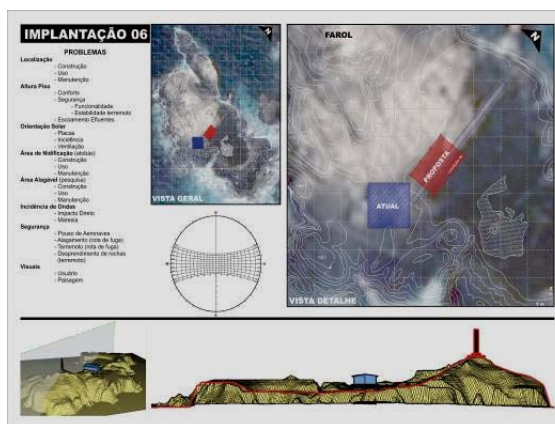 IMPLANTAÇÃO 06
PROBLEMAS
Localização
- Construção
- Uso
- Manutenção
Altura Piso
- Conforto
- Segurança
- Funcionalidade
- Estabilidade terremoto
- Escoamento Efluentes
Orientação Solar
- Placas
- Incidência
- Ventilação
Área de Nidificação (atobás)
- Construção
- Uso
- Manutenção
Área Alagável (pesquisa)
- Construção
- Uso
- Manutenção
Incidência de Ondas
- Impacto Direto
- Maresia
Segurança
- Pouso de Aeronaves
- Alagamento (rota de fuga)
- Terremoto (rota de fuga)
- Desprendimento de rochas
(terremoto)
Visuais
- Usuário
- Paisagem
N
VISTA GERAL
FAROL
N
PROPOSTA
ATUAL
VISTA DETALHE